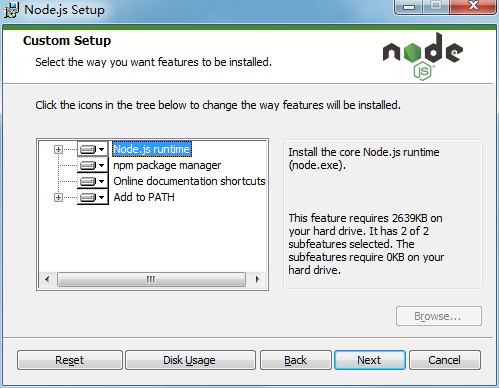 Node.js Setup
Custom Setup
Select the way you want features to be installed.
node
JS
Click the icons in the tree below to change the way features will be installed.
Node.js runtime
npm package manager
Online documentation shortcuts
Add to PATH
Install the core Node.js runtime
(node.exe).
This feature requires 2639KB on
your hard drive. It has 2 of 2
subfeatures selected. The
subfeatures require 0KB on your
hard drive.
Browse...
Reset
Disk Usage
Back
Next
Cancel